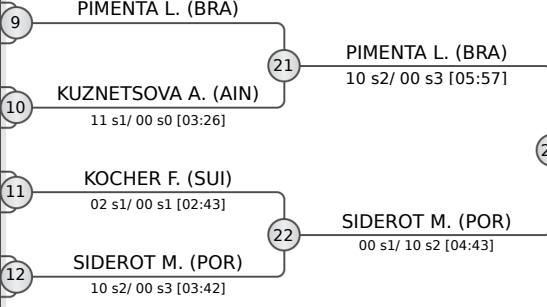 PIMENTA L. (BRA)
9
21
PIMENTA L. (BRA)
10 s2/ 00 s3 [05:57]
KUZNETSOVA A. (AIN)
10
11 s1/ 00 s0 [03:26]
KOCHER F. (SUI)
11
02 s1/ 00 s1 [02:43]
22
SIDEROT M. (POR)
00 s1/ 10 s2 [04:43]
SIDEROT M. (POR)
12
10 s2/ 00 s3 [03:42]